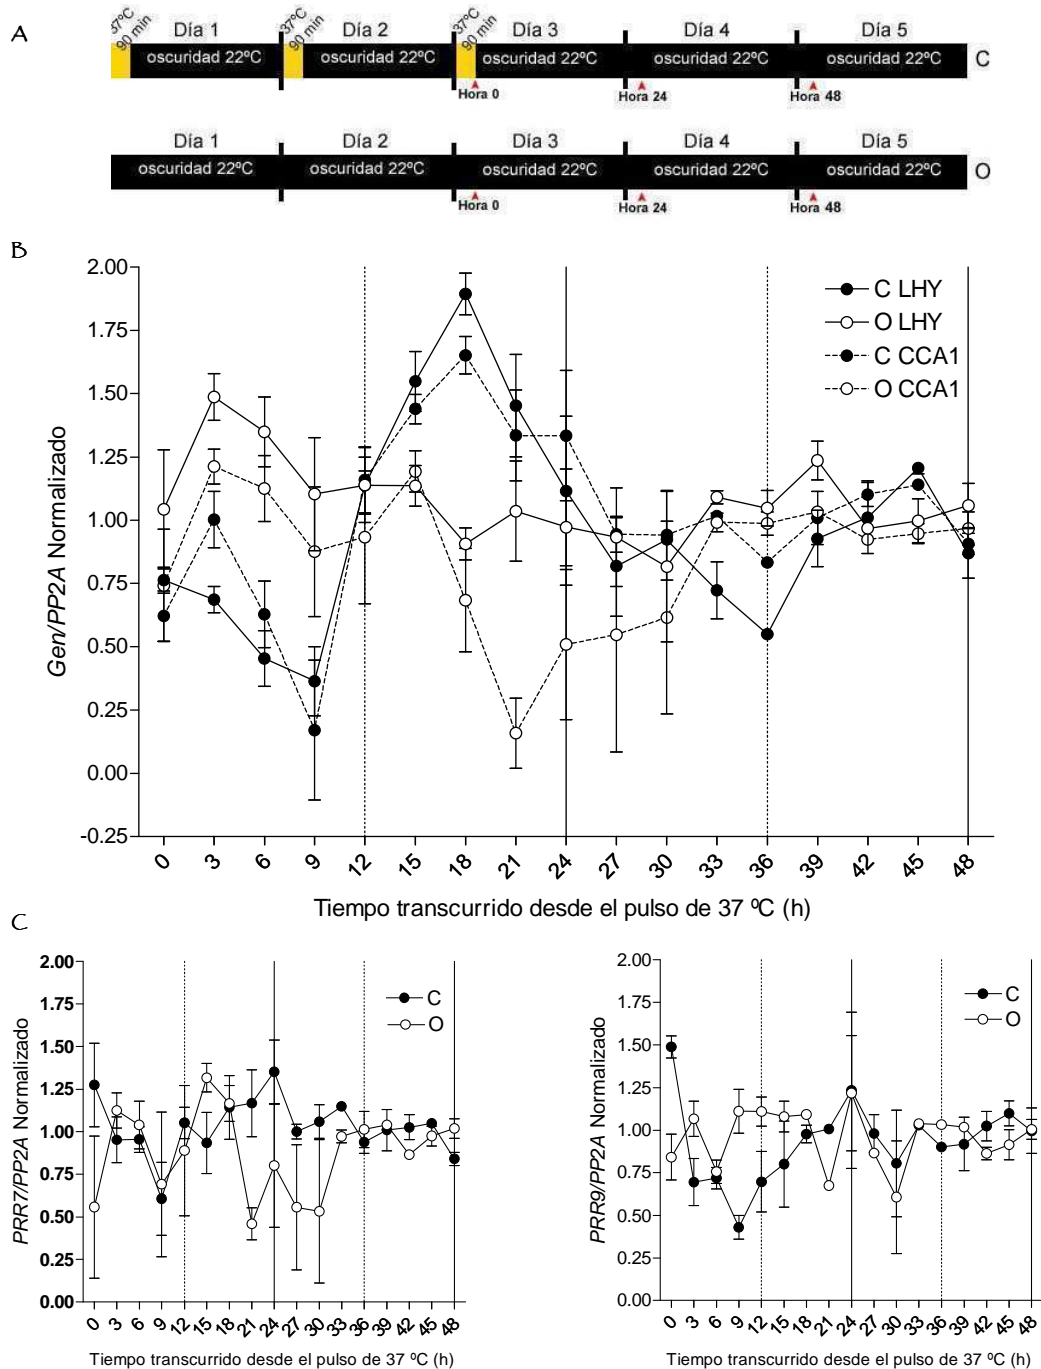 A
37ºC
90 min
Día 1
37ºC
90 min
Día 2
37ºC
90 min
Día 3
Día 4
Día 5
oscuridad 22ºC
oscuridad 22ºC
oscuridad 22ºC
oscuridad 22ºC
oscuridad 22ºC
C
Hora 0
Hora 24
Hora 48
Día 1
Día 2
Día 3
Día 4
Día 5
oscuridad 22ºC
oscuridad 22ºC
oscuridad 22ºC
oscuridad 22ºC
oscuridad 22ºC
O
Hora 0
Hora 24
Hora 48
B
Gen/PP2A Normalizado
2.00
1.75
1.50
1.25
1.00
0.75
0.50
0.25
0.00
-0.25
C LHY
O LHY
C CCA1
O CCA1
0 3 6 9 12 15 18 21 24 27 30 33 36 39 42 45 48
Tiempo transcurrido desde el pulso de 37 ºC (h)
C
PRR7/PP2A Normalizado
2.00
1.75
1.50
1.25
1.00
0.75
0.50
0.25
0.00
C
O
0 3 6 9 12 15 18 21 24 27 30 33 36 39 42 45 48
Tiempo transcurrido desde el pulso de 37 ºC (h)
PRR9/PP2A Normalizado
2.00
1.75
1.50
1.25
1.00
0.75
0.50
0.25
0.00
C
O
0 3 6 9 12 15 18 21 24 27 30 33 36 39 42 45 48
Tiempo transcurrido desde el pulso de 37 ºC (h)